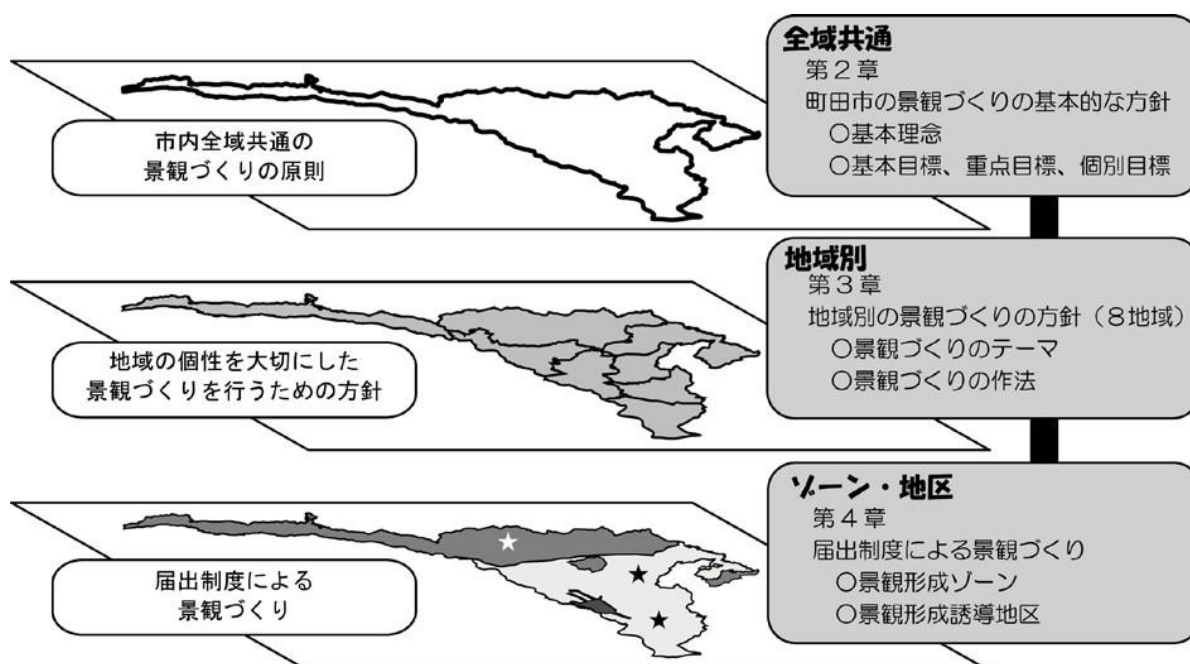 市内全域共通の
景観づくりの原則
全域共通
第2章
町田市の景観づくりの基本的な方針
○基本理念
○基本目標、重点目標、個別目標
地域の個性を大切にした
景観づくりを行うための方針
地域別
第3章
地域別の景観づくりの方針（8地域）
○景観づくりのテーマ
○景観づくりの作法
届出制度による
景観づくり
ゾーン・地区
第4章
届出制度による景観づくり
○景観形成ゾーン
○景観形成誘導地区